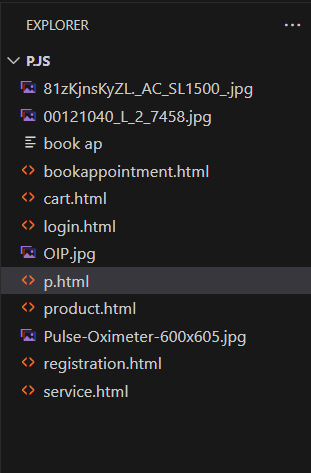 EXPLORER
PJS
81zKjnsKyZL._AC_SL1500_.jpg
00121040_L_2_7458.jpg
book ap
bookappointment.html
cart.html
login.html
OIP.jpg
p.html
product.html
Pulse-Oximeter-600x605.jpg
registration.html
service.html